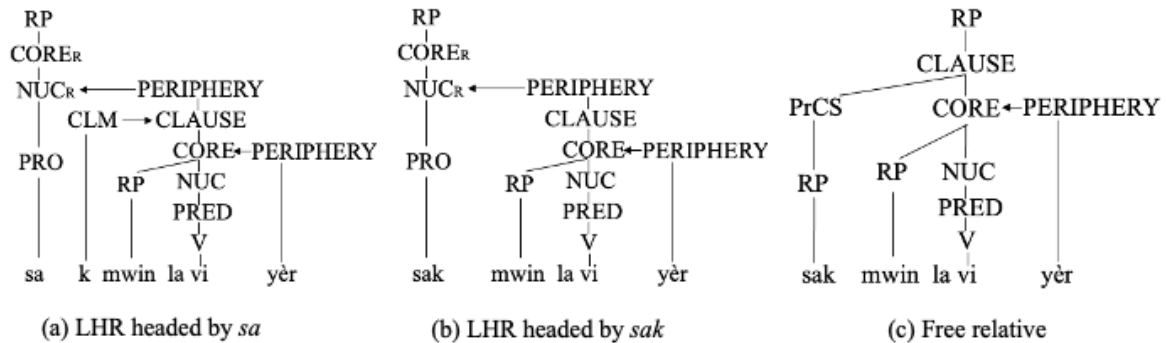 RP
CORER
NUCR PERIPHERY
CLM CLAUSE
CORE PERIPHERY
PRO
RP NUC
PRED
V
sa k mwin la vi yèr
(a) LHR headed by sa
RP
CORER
NUCR PERIPHERY
CLAUSE
CORE PERIPHERY
PRO
RP NUC
PRED
V
sak mwin la vi yèr
(b) LHR headed by sak
RP
CLAUSE
PrCS CORE PERIPHERY
RP RP NUC
PRED
V
sak mwin la vi yèr
(c) Free relative